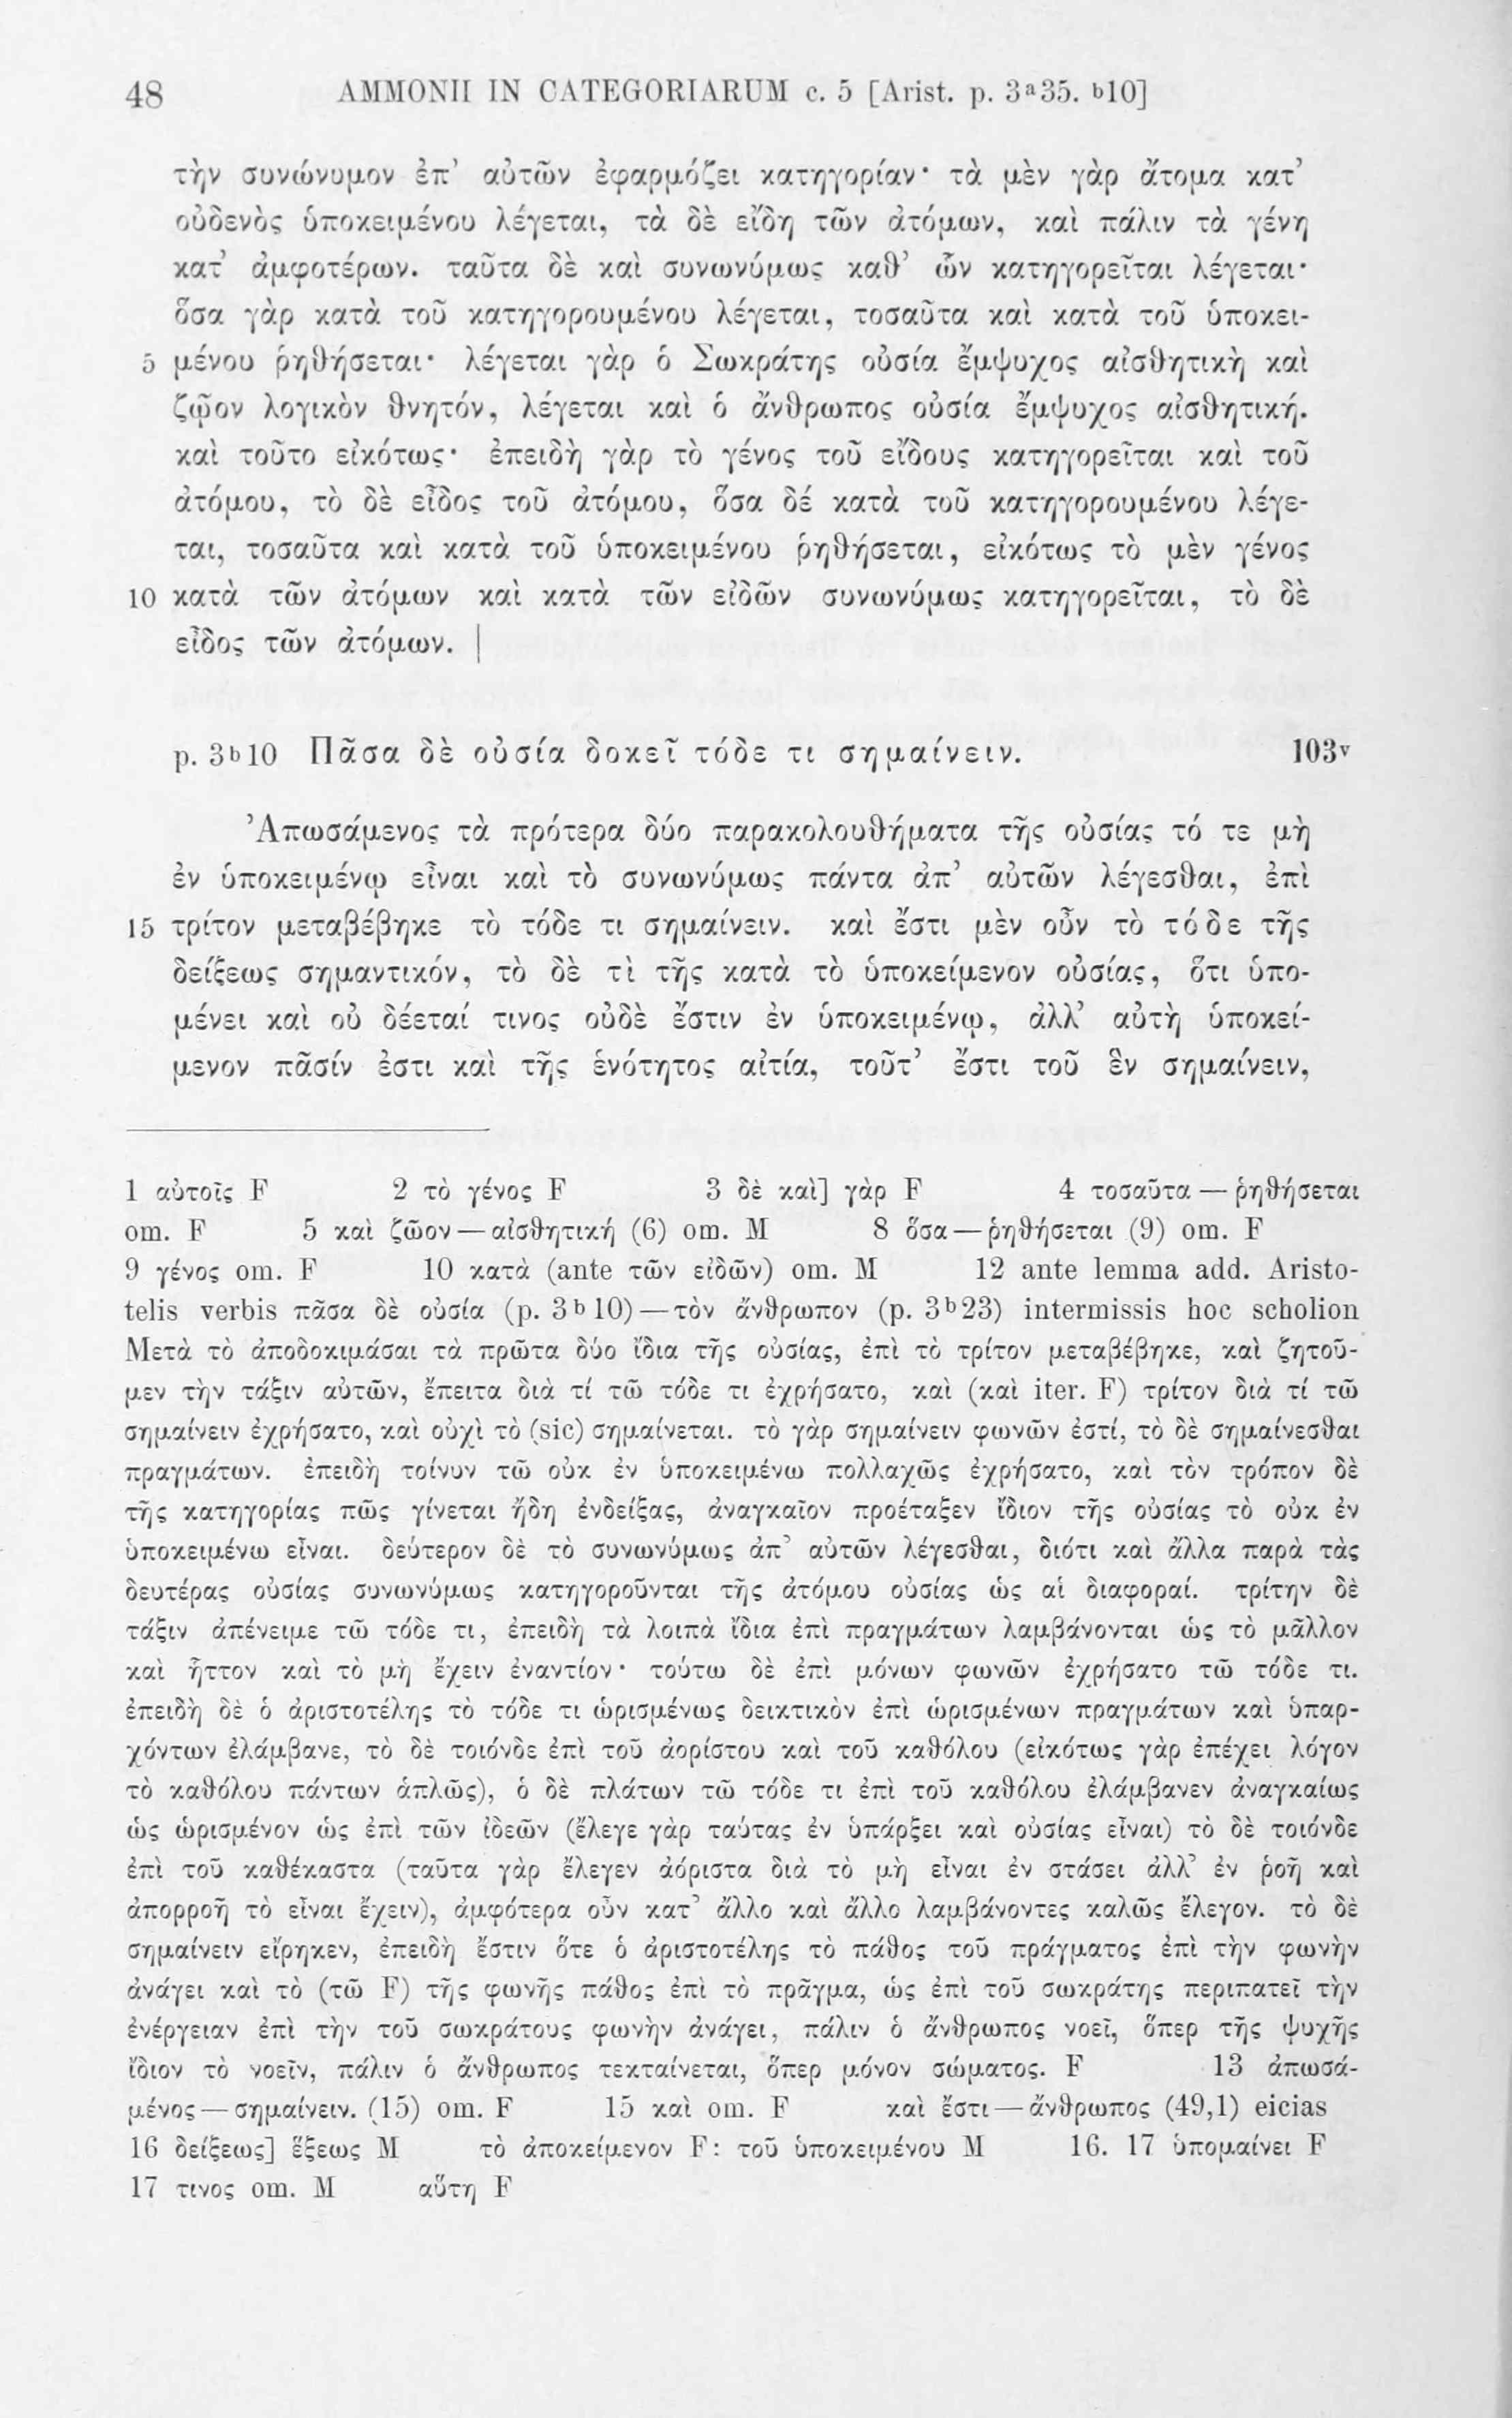 48 AMMONII IN CATEGORIARUM c. 5 [Arist. p. 3ᵃ35. ᵇ10]
τὴν συνώνυμον ἐπ’ αὐτῶν ἐφαρμόζει κατηγορίαν· τὰ μὲν γὰρ ἄτομα κατ’
οὐδενὸς ὑποκειμένου λέγεται, τὰ δὲ εἴδη τῶν ἀτόμων, καὶ πάλιν τὰ γένη
κατ’ ἀμφοτέρων. ταῦτα δὲ καὶ συνωνύμως καθ’ ὧν κατηγορεῖται λέγεται·
ὅσα γὰρ κατὰ τοῦ κατηγορουμένου λέγεται, τοσαῦτα καὶ κατὰ τοῦ ὑποκει-
5 μένου ῥηθήσεται· λέγεται γὰρ ὁ Σωκράτης οὐσία ἔμψυχος αἰσθητικὴ καὶ
ζῷον λογικὸν θνητόν, λέγεται καὶ ὁ ἄνθρωπος οὐσία ἔμψυχος αἰσθητική.
καὶ τοῦτο εἰκότως· ἐπειδὴ γὰρ τὸ γένος τοῦ εἴδους κατηγορεῖται καὶ τοῦ
ἀτόμου, τὸ δὲ εἶδος τοῦ ἀτόμου, ὅσα δέ κατὰ τοῦ κατηγορουμένου λέγε-
ται, τοσαῦτα καὶ κατὰ τοῦ ὑποκειμένου ῥηθήσεται, εἰκότως τὸ μὲν γένος
10 κατὰ τῶν ἀτόμων καὶ κατὰ τῶν εἰδῶν συνωνύμως κατηγορεῖται, τὸ δὲ
εἶδος τῶν ἀτόμων. |
p. 3ᵇ10 Πᾶσα δὲ οὐσία δοκεῖ τόδε τι σημαίνειν. 103ᵛ
Ἀπωσάμενος τὰ πρότερα δύο παρακολουθήματα τῆς οὐσίας τό τε μὴ
ἐν ὑποκειμένῳ εἶναι καὶ τὸ συνωνύμως πάντα ἀπ’ αὐτῶν λέγεσθαι, ἐπὶ
15 τρίτον μεταβέβηκε τὸ τόδε τι σημαίνειν. καὶ ἔστι μὲν οὖν τὸ τόδε τῆς
δείξεως σημαντικόν, τὸ δὲ τὶ τῆς κατὰ τὸ ὑποκείμενον οὐσίας, ὅτι ὑπο-
μένει καὶ οὐ δέεταί τινος οὐδὲ ἔστιν ἐν ὑποκειμένῳ, ἀλλ’ αὐτὴ ὑποκεί-
μενον πᾶσίν ἐστι καὶ τῆς ἑνότητος αἰτία, τοῦτ’ ἔστι τοῦ ἓν σημαίνειν,
1 αὐτοῖς F 2 τὸ γένος F 3 δὲ καὶ] γὰρ F 4 τοσαῦτα — ῥηθήσεται
om. F 5 καὶ ζῶον — αἰσθητική (6) om. M 8 ὅσα — ῥηθήσεται (9) om. F
9 γένος om. F 10 κατὰ (ante τῶν εἰδῶν) om. M 12 ante lemma add. Aristo-
telis verbis πᾶσα δὲ οὐσία (p. 3ᵇ10) — τὸν ἄνθρωπον (p. 3ᵇ23) intermissis hoc scholion
Μετὰ τὸ ἀποδοκιμάσαι τὰ πρῶτα δύο ἴδια τῆς οὐσίας, ἐπὶ τὸ τρίτον μεταβέβηκε, καὶ ζητοῦ-
μεν τὴν τάξιν αὐτῶν, ἔπειτα διὰ τί τῶ τόδε τι ἐχρήσατο, καὶ (καὶ iter. F) τρίτον διὰ τί τῶ
σημαίνειν ἐχρήσατο, καὶ οὐχὶ τὸ (sic) σημαίνεται. τὸ γὰρ σημαίνειν φωνῶν ἐστί, τὸ δὲ σημαίνεσθαι
πραγμάτων. ἐπειδὴ τοίνυν τῶ οὐκ ἐν ὑποκειμένω πολλαχῶς ἐχρήσατο, καὶ τὸν τρόπον δὲ
τῆς κατηγορίας πῶς γίνεται ἤδη ἐνδείξας, ἀναγκαῖον προέταξεν ἴδιον τῆς οὐσίας τὸ οὐκ ἐν
ὑποκειμένω εἶναι. δεύτερον δὲ τὸ συνωνύμως ἀπ’ αὐτῶν λέγεσθαι, διότι καὶ ἄλλα παρὰ τὰς
δευτέρας οὐσίας συνωνύμως κατηγοροῦνται τῆς ἀτόμου οὐσίας ὡς αἱ διαφοραί. τρίτην δὲ
τάξιν ἀπένειμε τῶ τόδε τι, ἐπειδὴ τὰ λοιπὰ ἴδια ἐπὶ πραγμάτων λαμβάνονται ὡς τὸ μᾶλλον
καὶ ἧττον καὶ τὸ μὴ ἔχειν ἐναντίον· τούτω δὲ ἐπὶ μόνων φωνῶν ἐχρήσατο τῶ τόδε τι.
ἐπειδὴ δὲ ὁ ἀριστοτέλης τὸ τόδε τι ὡρισμένως δεικτικὸν ἐπὶ ὡρισμένων πραγμάτων καὶ ὑπαρ-
χόντων ἐλάμβανε, τὸ δὲ τοιόνδε ἐπὶ τοῦ ἀορίστου καὶ τοῦ καθόλου (εἰκότως γὰρ ἐπέχει λόγον
τὸ καθόλου πάντων ἁπλῶς), ὁ δὲ πλάτων τῶ τόδε τι ἐπὶ τοῦ καθόλου ἐλάμβανεν ἀναγκαίως
ὡς ὡρισμένον ὡς ἐπὶ τῶν ἰδεῶν (ἔλεγε γὰρ ταύτας ἐν ὑπάρξει καὶ οὐσίας εἶναι) τὸ δὲ τοιόνδε
ἐπὶ τοῦ καθέκαστα (ταῦτα γὰρ ἔλεγεν ἀόριστα διὰ τὸ μὴ εἶναι ἐν στάσει ἀλλ’ ἐν ῥοῆ καὶ
ἀπορροῆ τὸ εἶναι ἔχειν), ἀμφότερα οὖν κατ’ ἄλλο καὶ ἄλλο λαμβάνοντες καλῶς ἔλεγον. τὸ δὲ
σημαίνειν εἴρηκεν, ἐπειδὴ ἔστιν ὅτε ὁ ἀριστοτέλης τὸ πάθος τοῦ πράγματος ἐπὶ τὴν φωνὴν
ἀνάγει καὶ τὸ (τῶ F) τῆς φωνῆς πάθος ἐπὶ τὸ πρᾶγμα, ὡς ἐπὶ τοῦ σωκράτης περιπατεῖ τὴν
ἐνέργειαν ἐπὶ τὴν τοῦ σωκράτους φωνὴν ἀνάγει, πάλιν ὁ ἄνθρωπος νοεῖ, ὅπερ τῆς ψυχῆς
ἴδιον τὸ νοεῖν, πάλιν ὁ ἄνθρωπος τεκταίνεται, ὅπερ μόνον σώματος. F 13 ἀπωσά-
μένος — σημαίνειν. (15) om. F 15 καὶ om. F καὶ ἔστι — ἄνθρωπος (49,1) eicias
16 δείξεως] ἕξεως M τὸ ἀποκείμενον F: τοῦ ὑποκειμένου M 16. 17 ὑπομαίνει F
17 τινος om. M αὕτη F